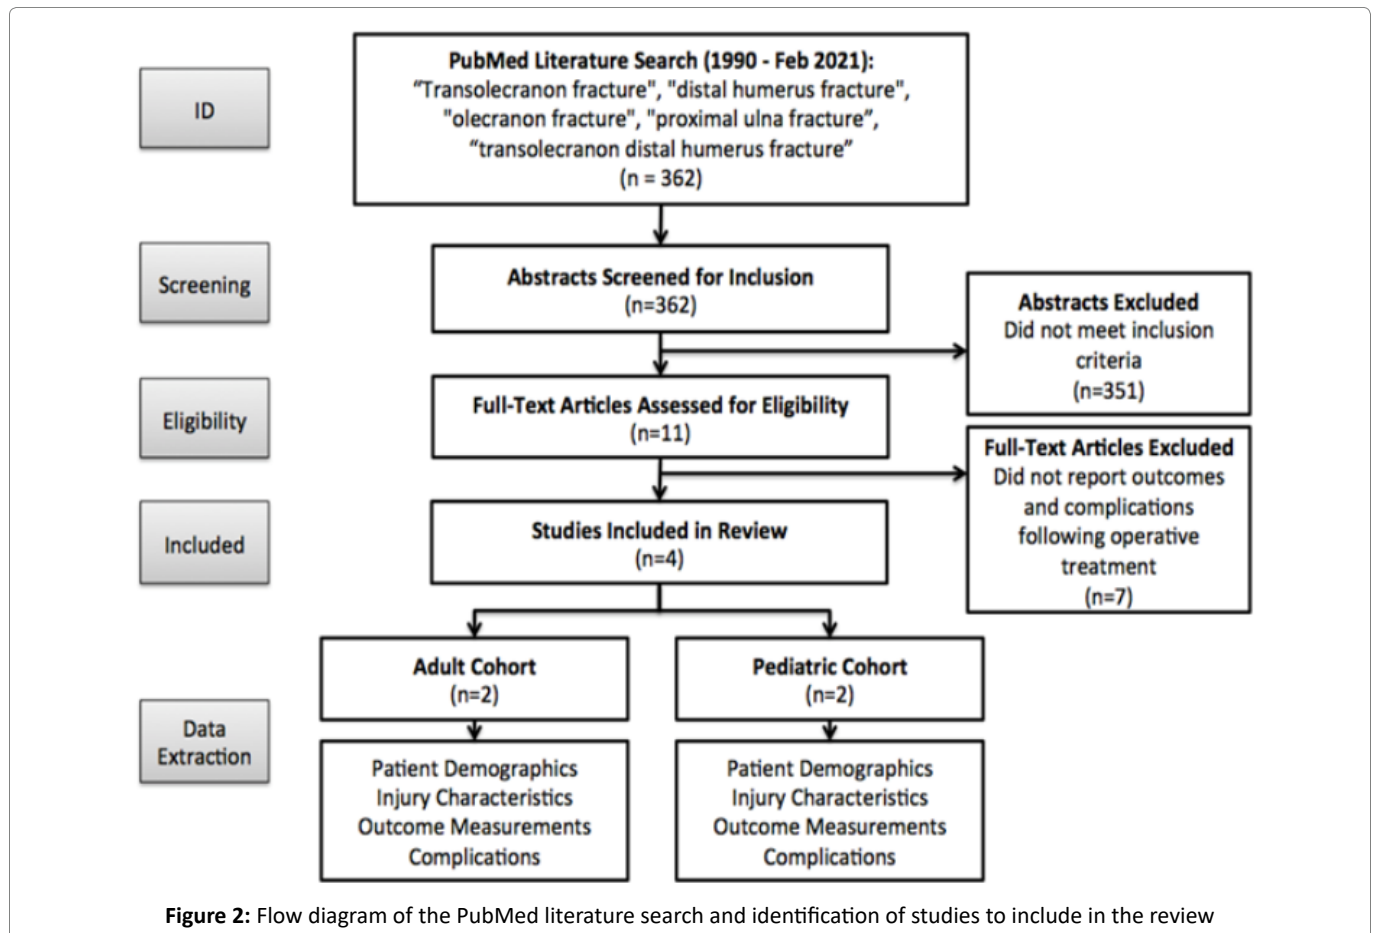 ID
PubMed Literature Search (1990 - Feb 2021):
“Transolecranon fracture", "distal humerus fracture",
"olecranon fracture", "proximal ulna fracture”,
“transolecranon distal humerus fracture”
(n = 362)
Screening
Abstracts Screened for Inclusion
(n=362)
Abstracts Excluded
Did not meet inclusion
criteria
(n=351)
Eligibility
Full-Text Articles Assessed for Eligibility
(n=11)
Full-Text Articles Excluded
Did not report outcomes
and complications
following operative
treatment
(n=7)
Included
Studies Included in Review
(n=4)
Adult Cohort
(n=2)
Pediatric Cohort
(n=2)
Data
Extraction
Patient Demographics
Injury Characteristics
Outcome Measurements
Complications
Patient Demographics
Injury Characteristics
Outcome Measurements
Complications
Figure 2: Flow diagram of the PubMed literature search and identification of studies to include in the review